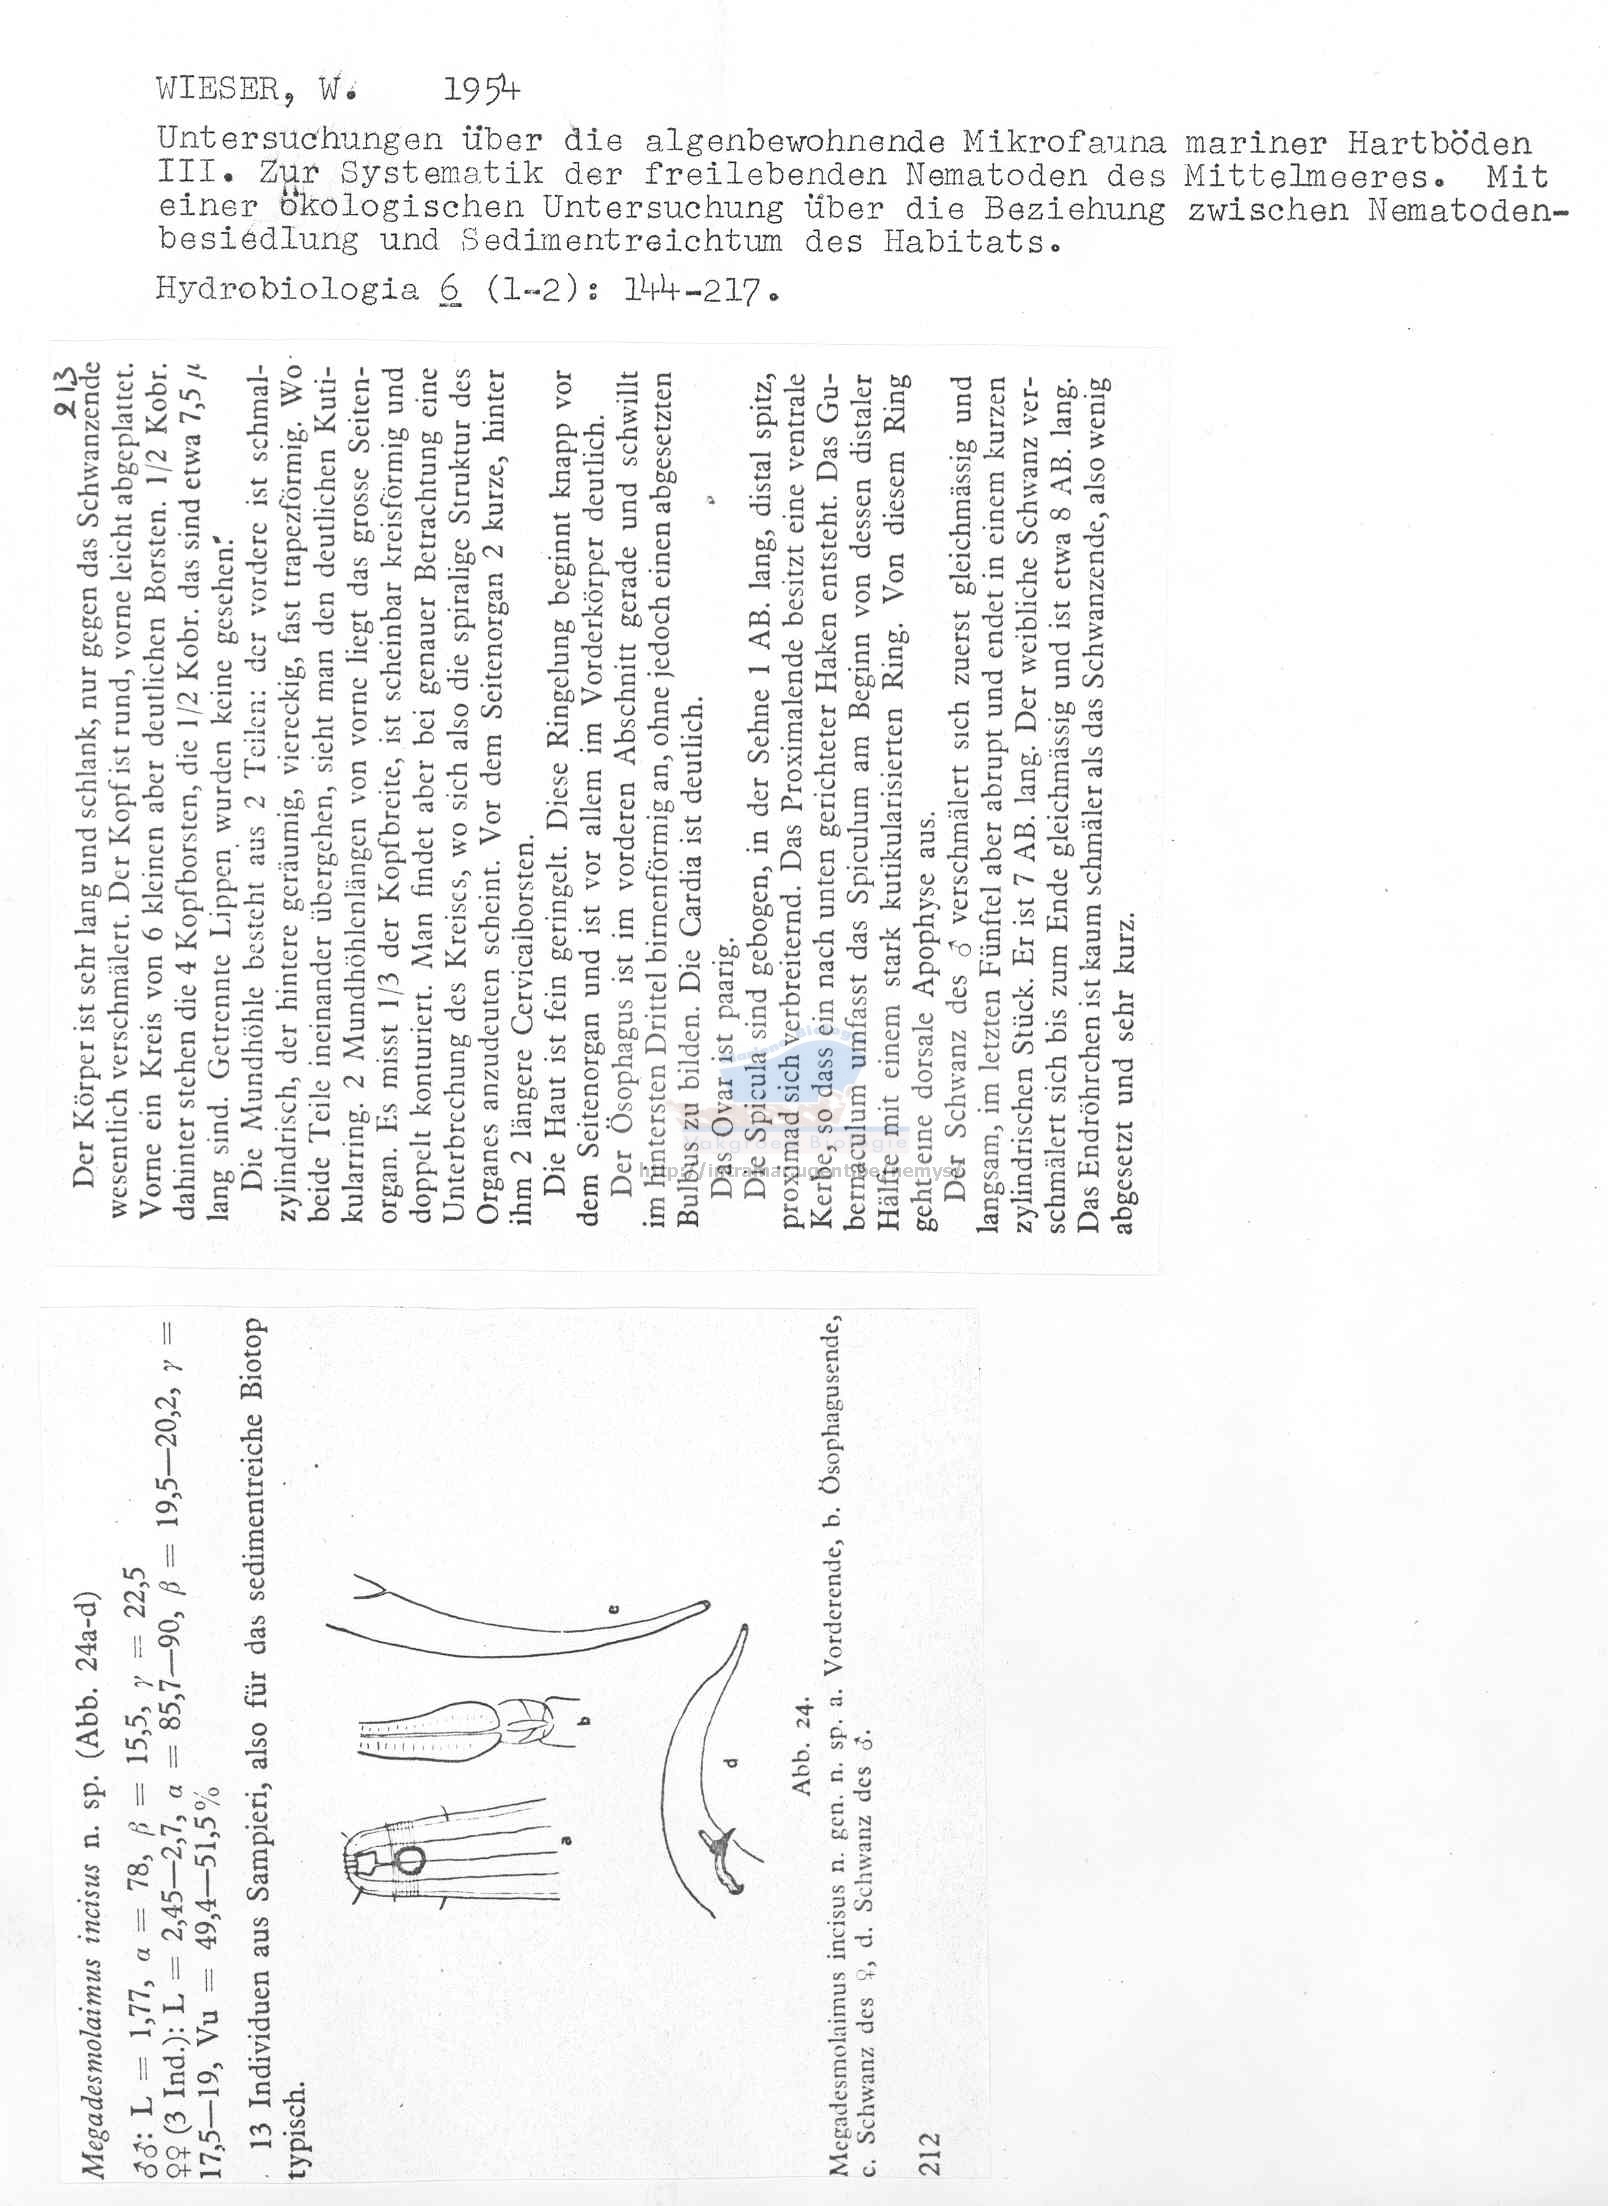 WIESER, W. 1954
Untersuchungen über die algenbewohnende Mikrofauna mariner Hartböden
III. Zur Systematik der freilebenden Nematoden des Mittelmeeres. Mit
einer ökologischen Untersuchung über die Beziehung zwischen Nematoden-
besiedlung und Sedimentreichtum des Habitats.
Hydrobiologia 6 (1-2): 144-217.
Megadesmolaimus incisus n. sp. (Abb. 24a-d)
♂♂: L = 1,77, α = 78, β = 15,5, γ = 22,5
♀♀ (3 Ind.): L = 2,45—2,7, α = 85,7—90, β = 19,5—20,2, γ =
17,5—19, Vu = 49,4—51,5%
13 Individuen aus Sampieri, also für das sedimentreiche Biotop
typisch.
a
b
c
d
Abb. 24.
Megadesmolaimus incisus n. gen. n. sp. a. Vorderende, b. Ösophagusende,
c. Schwanz des ♀, d. Schwanz des ♂.
212
213
Der Körper ist sehr lang und schlank, nur gegen das Schwanzende
wesentlich verschmälert. Der Kopf ist rund, vorne leicht abgeplattet.
Vorne ein Kreis von 6 kleinen aber deutlichen Borsten. 1/2 Kobr.
dahinter stehen die 4 Kopfborsten, die 1/2 Kobr. das sind etwa 7,5 μ
lang sind. Getrennte Lippen wurden keine gesehen.
Die Mundhöhle besteht aus 2 Teilen: der vordere ist schmal-
zylindrisch, der hintere geräumig, viereckig, fast trapezförmig. Wo
beide Teile ineinander übergehen, sieht man den deutlichen Kuti-
kularring. 2 Mundhöhlenlängen von vorne liegt das grosse Seiten-
organ. Es misst 1/3 der Kopfbreite, ist scheinbar kreisförmig und
doppelt konturiert. Man findet aber bei genauer Betrachtung eine
Unterbrechung des Kreises, wo sich also die spiralige Struktur des
Organes anzudeuten scheint. Vor dem Seitenorgan 2 kurze, hinter
ihm 2 längere Cervicalborsten.
Die Haut ist fein geringelt. Diese Ringelung beginnt knapp vor
dem Seitenorgan und ist vor allem im Vorderkörper deutlich.
Der Ösophagus ist im vorderen Abschnitt gerade und schwillt
im hintersten Drittel birnenförmig an, ohne jedoch einen abgesetzten
Bulbus zu bilden. Die Cardia ist deutlich.
Das Ovar ist paarig.
Die Spicula sind gebogen, in der Sehne 1 AB. lang, distal spitz,
proximad sich verbreiternd. Das Proximalende besitzt eine ventrale
Kerbe, so dass ein nach unten gerichteter Haken entsteht. Das Gu-
bernaculum umfasst das Spiculum am Beginn von dessen distaler
Hälfte mit einem stark kutikularisierten Ring. Von diesem Ring
geht eine dorsale Apophyse aus.
Der Schwanz des ♂ verschmälert sich zuerst gleichmässig und
langsam, im letzten Fünftel aber abrupt und endet in einem kurzen
zylindrischen Stück. Er ist 7 AB. lang. Der weibliche Schwanz ver-
schmälert sich bis zum Ende gleichmässig und ist etwa 8 AB. lang.
Das Endröhrchen ist kaum schmäler als das Schwanzende, also wenig
abgesetzt und sehr kurz.
Vakgroep Biologie